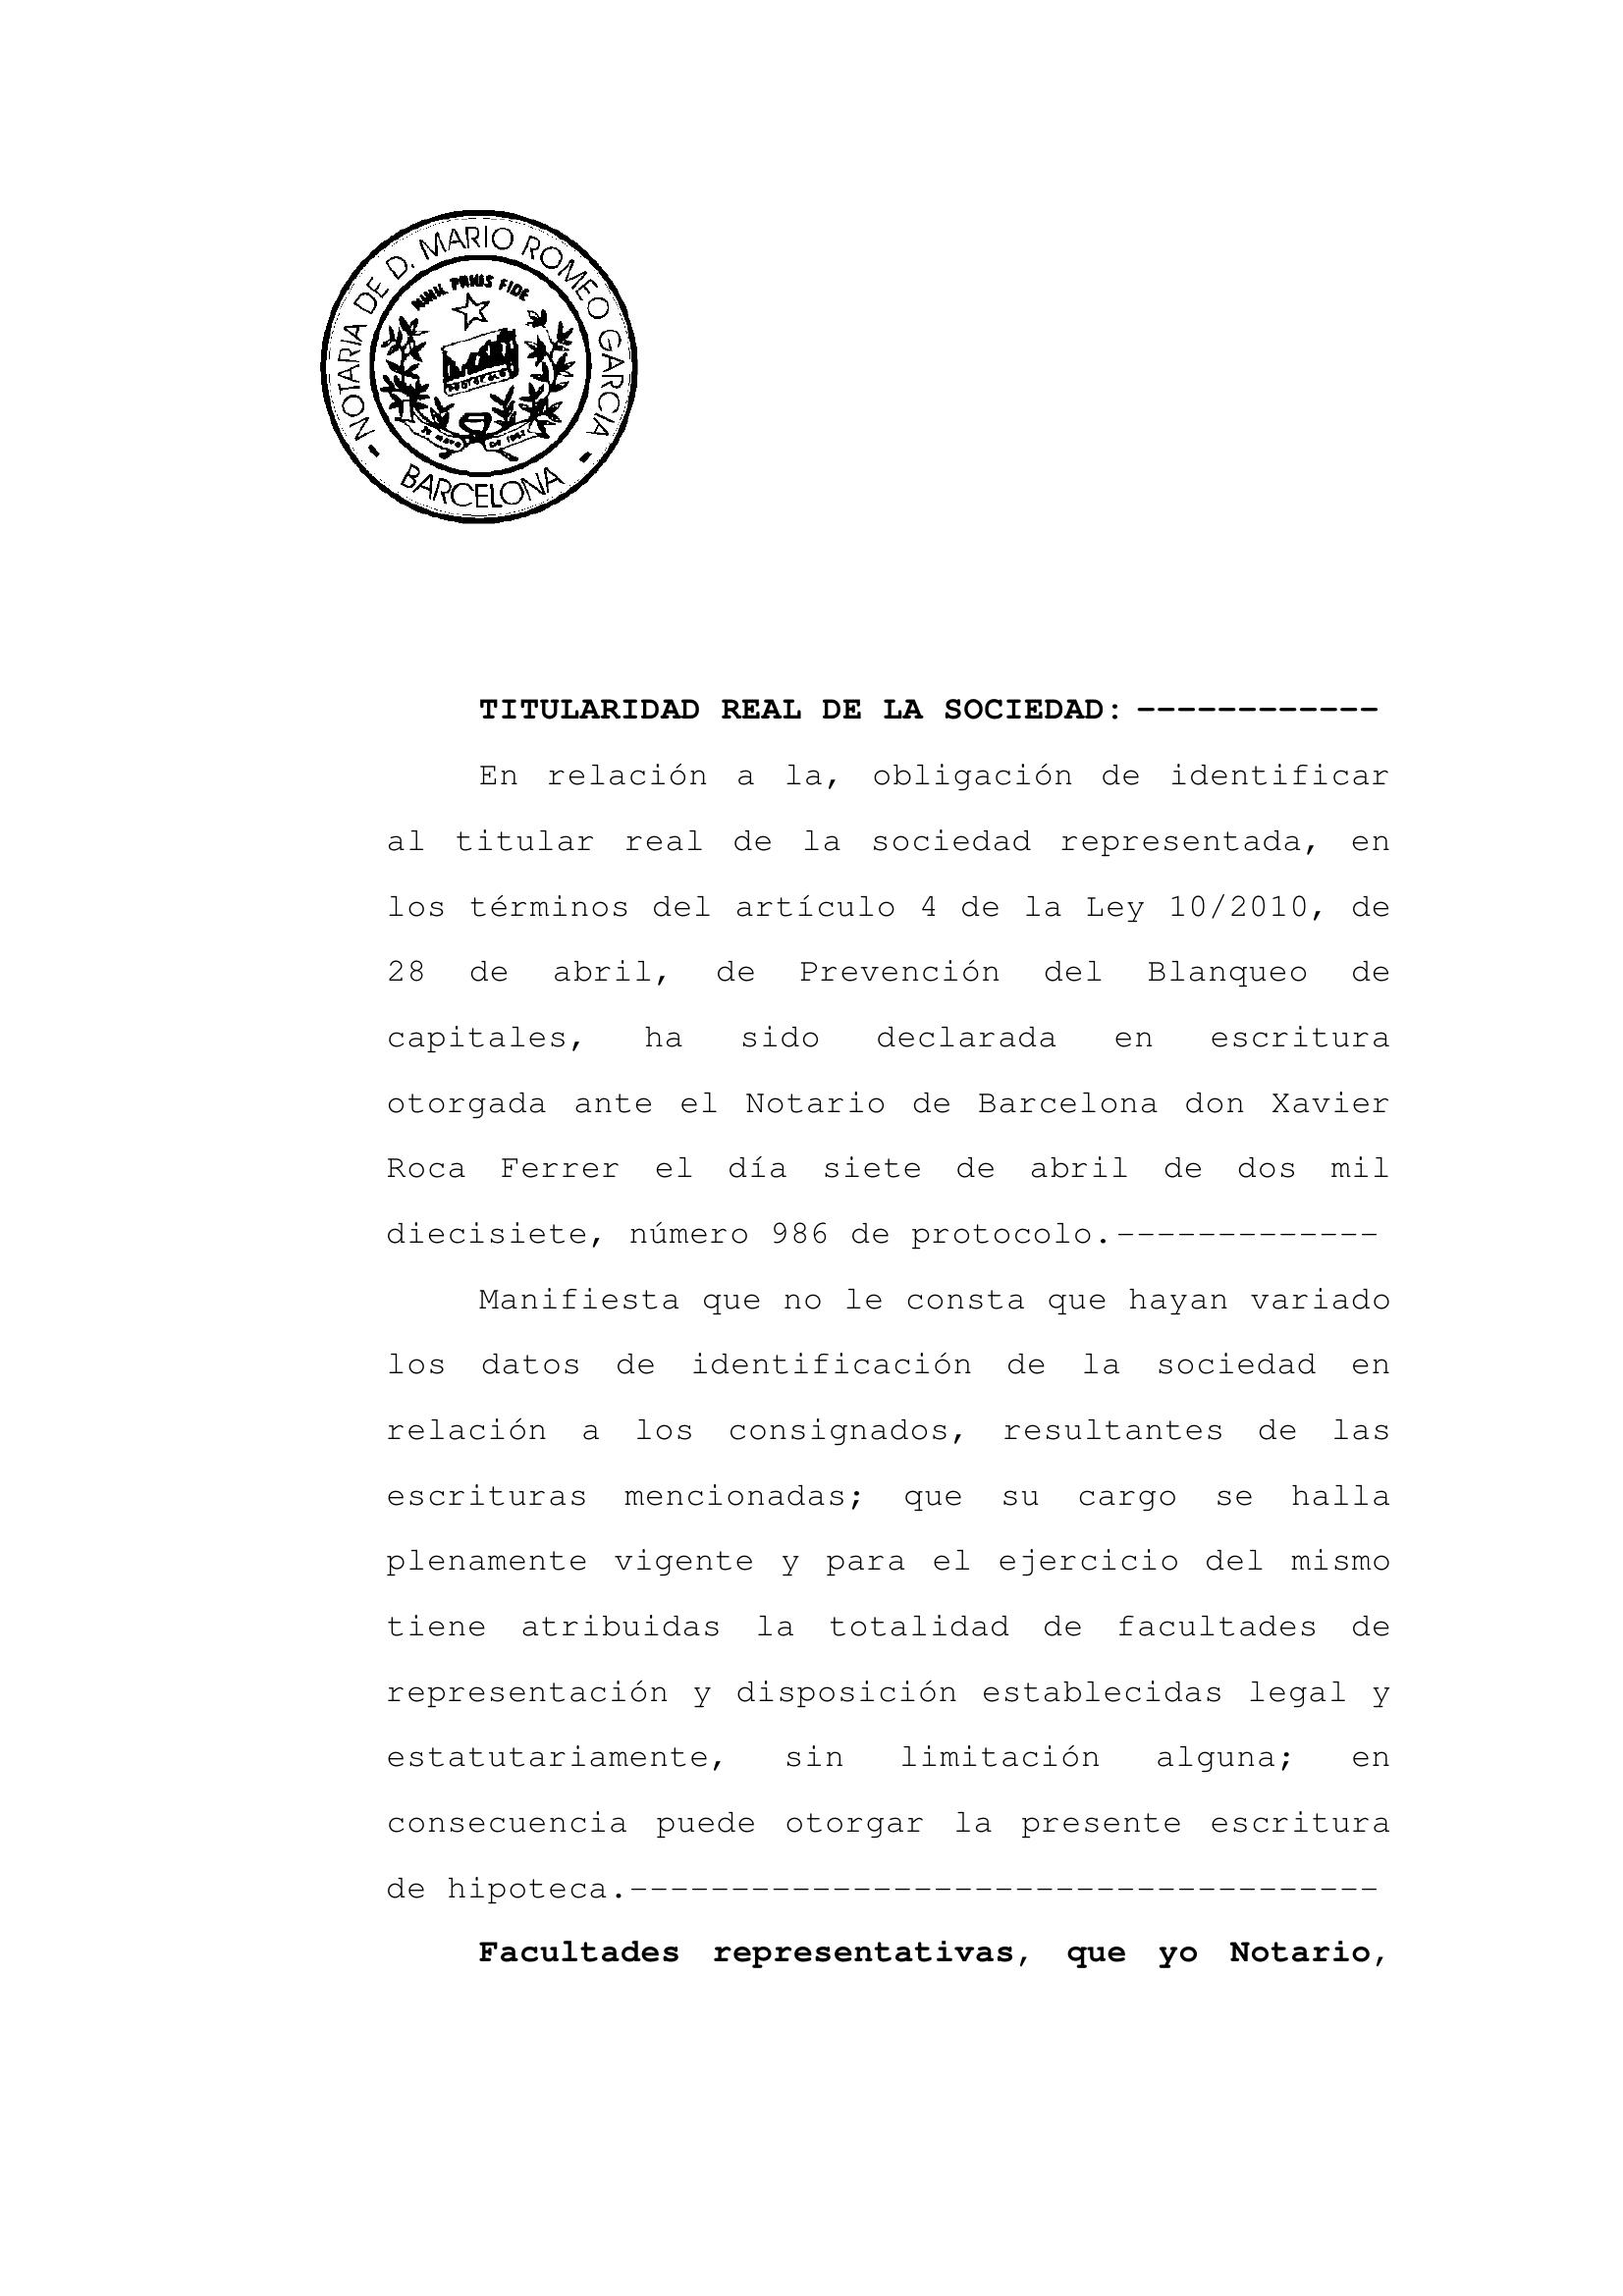 NOTARIA DE D. MARIO ROMEO GARCIA
BARCELONA
FIDE
TITULARIDAD REAL DE LA SOCIEDAD: ------------
En relación a la, obligación de identificar
al titular real de la sociedad representada, en
los términos del artículo 4 de la Ley 10/2010, de
28 de abril, de Prevención del Blanqueo de
capitales, ha sido declarada en escritura
otorgada ante el Notario de Barcelona don Xavier
Roca Ferrer el día siete de abril de dos mil
diecisiete, número 986 de protocolo.-------------
Manifiesta que no le consta que hayan variado
los datos de identificación de la sociedad en
relación a los consignados, resultantes de las
escrituras mencionadas; que su cargo se halla
plenamente vigente y para el ejercicio del mismo
tiene atribuidas la totalidad de facultades de
representación y disposición establecidas legal y
estatutariamente, sin limitación alguna; en
consecuencia puede otorgar la presente escritura
de hipoteca.-------------------------------------
Facultades representativas, que yo Notario,